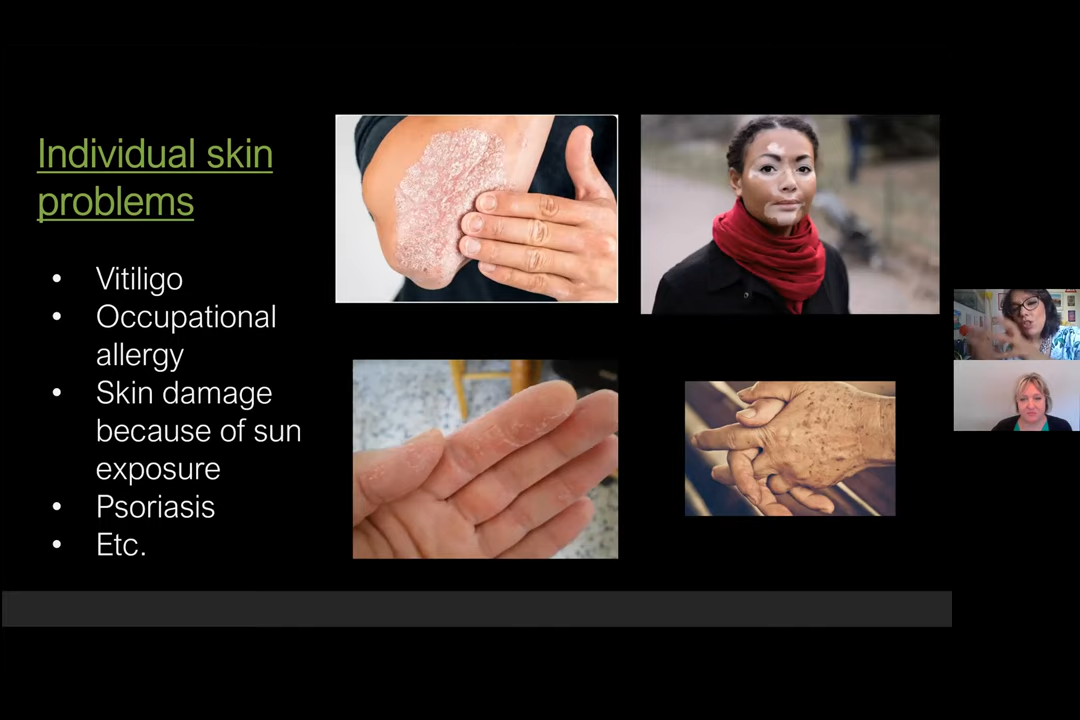 Individual skin
problems
• Vitiligo
• Occupational
allergy
• Skin damage
because of sun
exposure
• Psoriasis
• Etc.